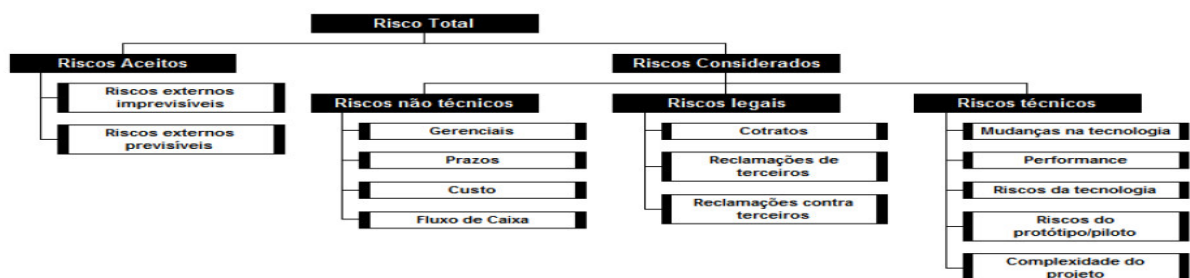 Risco Total
Riscos Aceitos
Riscos Considerados
Riscos externos
imprevisíveis
Riscos externos
previsíveis
Riscos não técnicos
Gerenciais
Prazos
Custo
Fluxo de Caixa
Riscos legais
Cotratos
Reclamações de
terceiros
Reclamações contra
terceiros
Riscos técnicos
Mudanças na tecnologia
Performance
Riscos da tecnologia
Riscos do
protótipo/piloto
Complexidade do
projeto